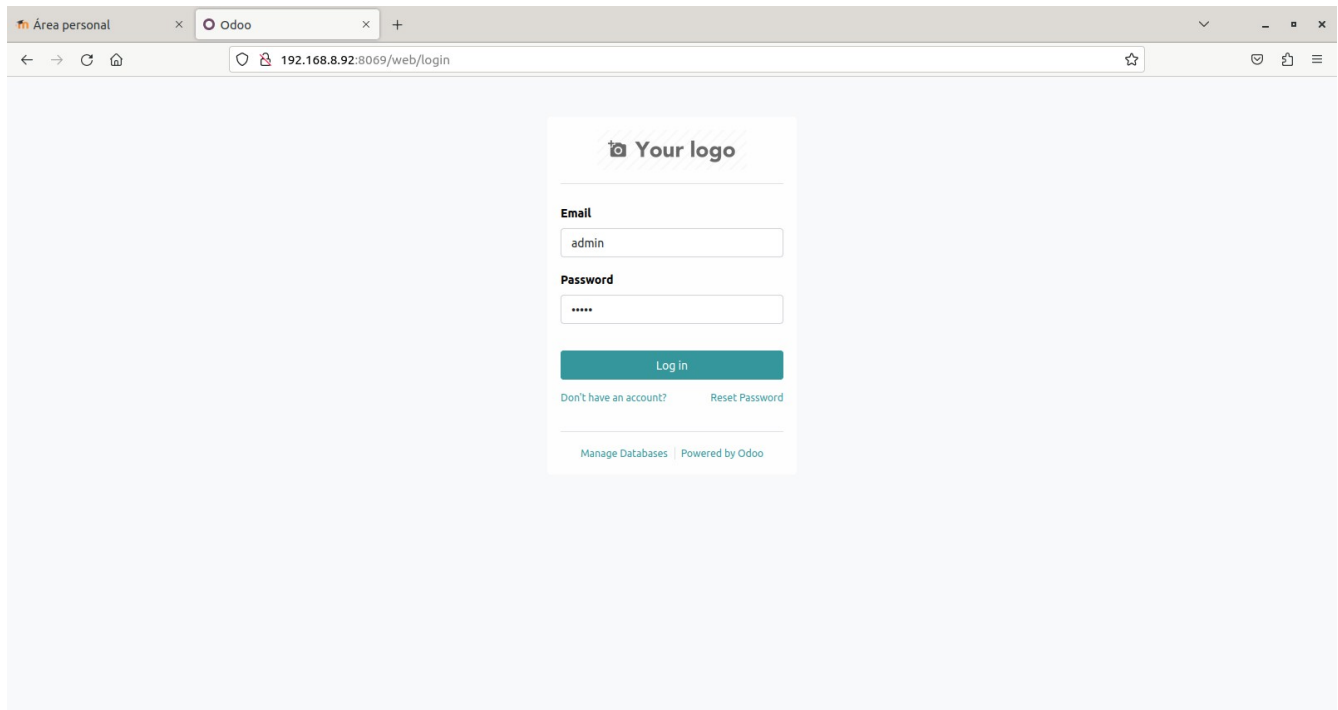 Área personal
Odoo
192.168.8.92:8069/web/login
Your logo
Email
admin
Password
•••••
Log in
Don't have an account? Reset Password
Manage Databases | Powered by Odoo